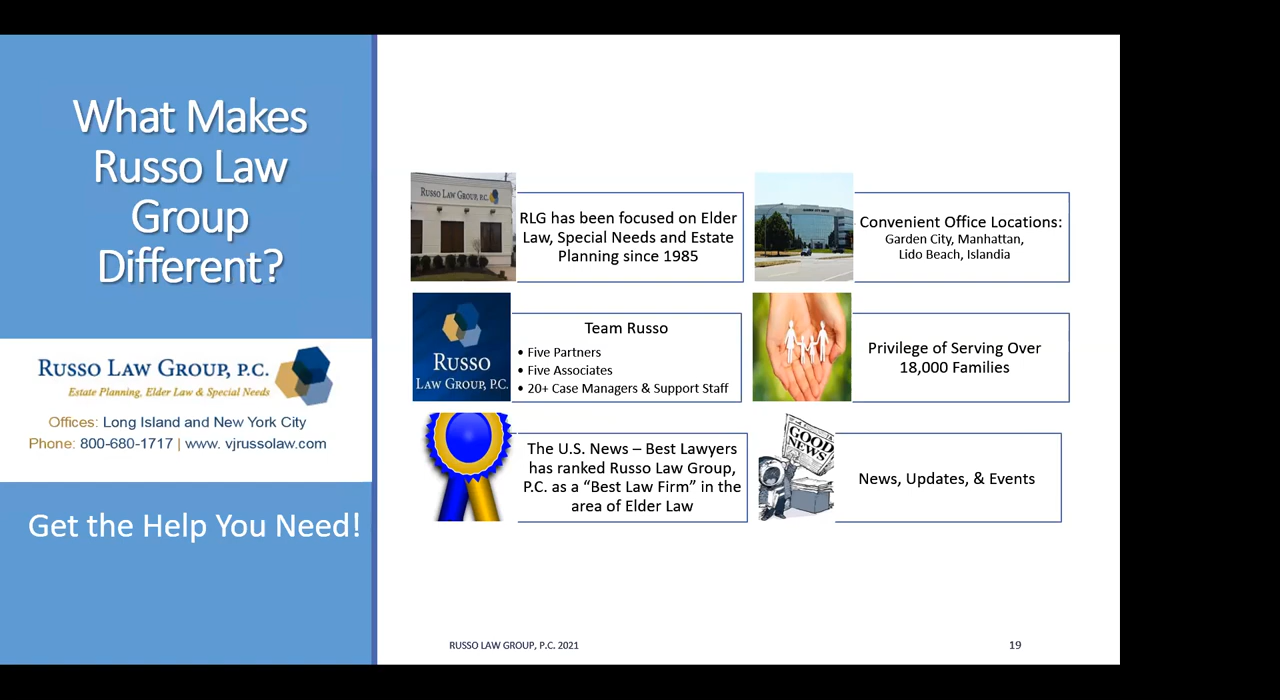 What Makes
Russo Law
Group
Different?
RUSSO LAW GROUP, P.C.
Estate Planning, Elder Law & Special Needs
Offices: Long Island and New York City
Phone: 800-680-1717 | www. vjrussolaw.com
Get the Help You Need!
RUSSO LAW GROUP, P.C.
RLG has been focused on Elder
Law, Special Needs and Estate
Planning since 1985
Convenient Office Locations:
Garden City, Manhattan,
Lido Beach, Islandia
RUSSO
LAW GROUP, P.C.
Team Russo
• Five Partners
• Five Associates
• 20+ Case Managers & Support Staff
Privilege of Serving Over
18,000 Families
The U.S. News – Best Lawyers
has ranked Russo Law Group,
P.C. as a “Best Law Firm” in the
area of Elder Law
GOOD
NEWS
News, Updates, & Events
RUSSO LAW GROUP, P.C. 2021
19